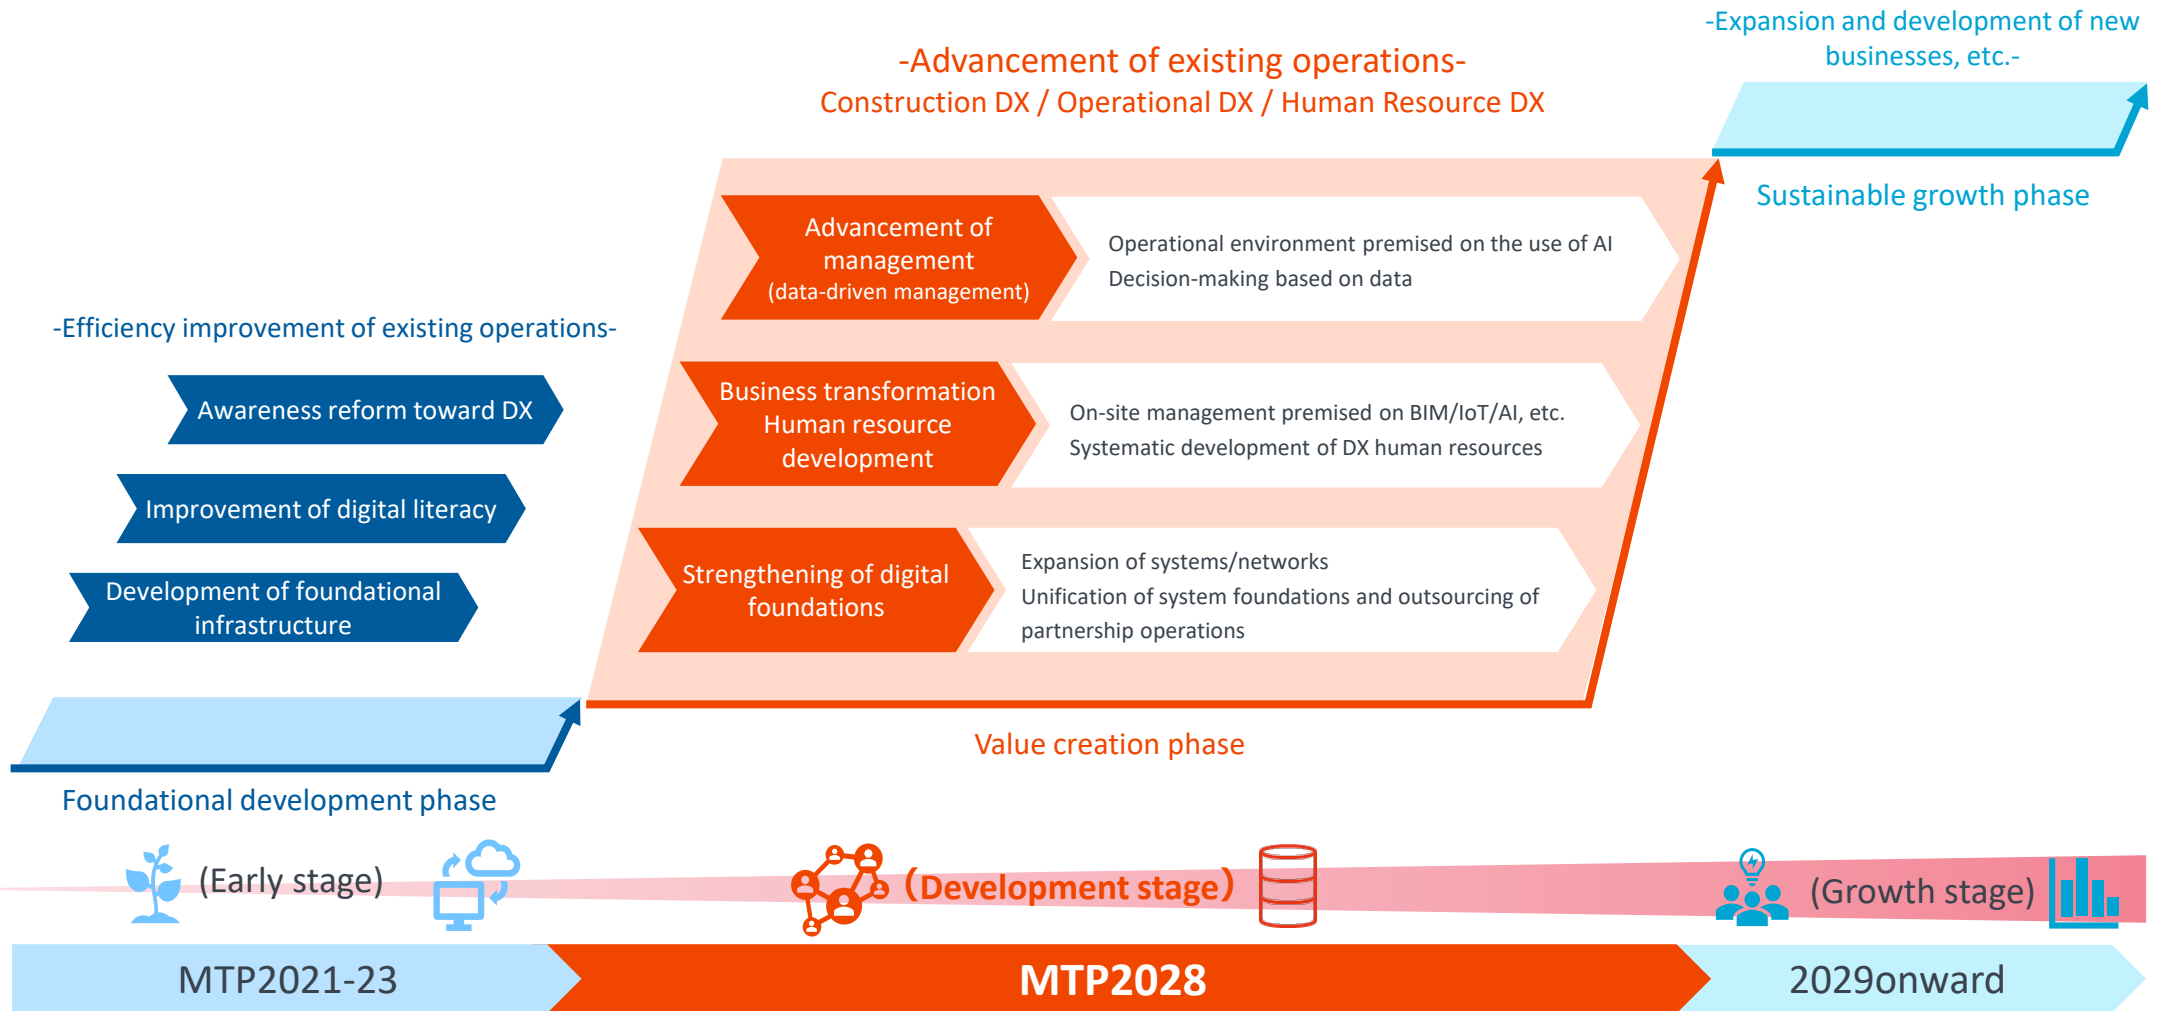 -Expansion and development of new
businesses, etc.-
-Advancement of existing operations-
Construction DX / Operational DX / Human Resource DX
Sustainable growth phase
Advancement of
management
(data-driven management)
Operational environment premised on the use of AI
Decision-making based on data
-Efficiency improvement of existing operations-
Awareness reform toward DX
Improvement of digital literacy
Development of foundational
infrastructure
Business transformation
Human resource
development
On-site management premised on BIM/IoT/AI, etc.
Systematic development of DX human resources
Strengthening of digital
foundations
Expansion of systems/networks
Unification of system foundations and outsourcing of
partnership operations
Value creation phase
Foundational development phase
(Early stage)
(Development stage)
(Growth stage)
MTP2021-23
MTP2028
2029onward